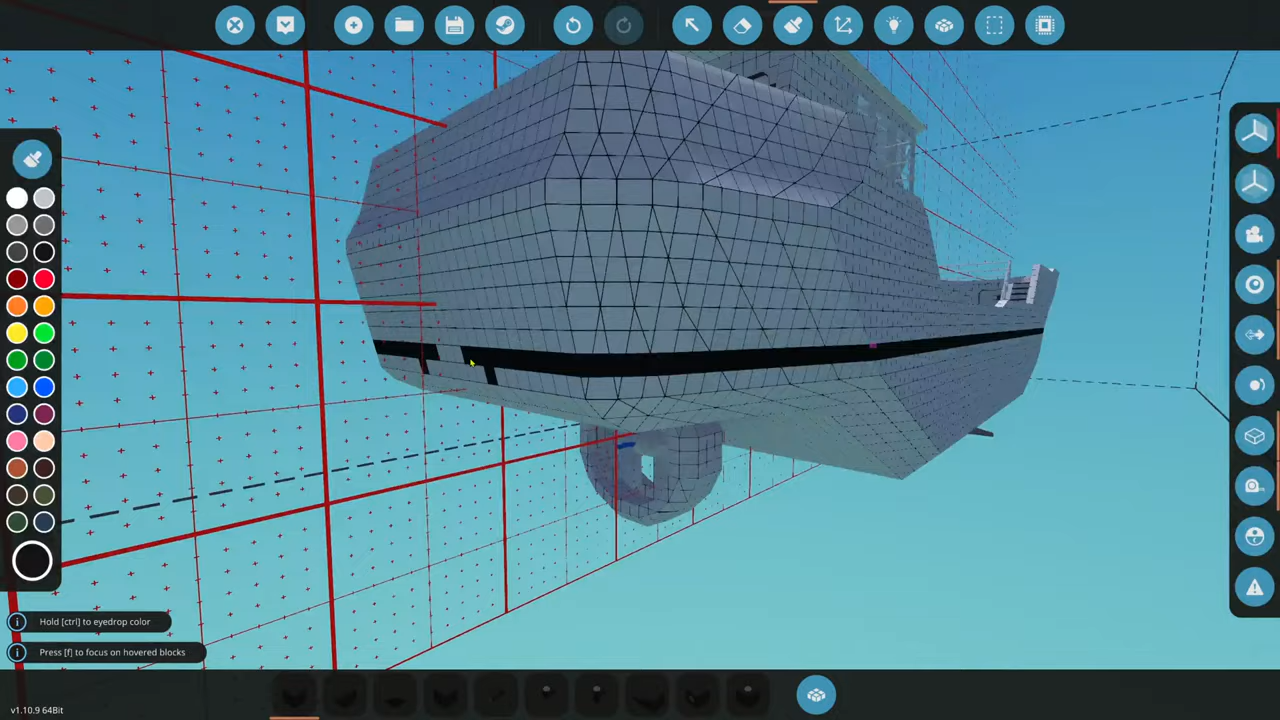 Hold [ctrl] to eyedrop color
Press [f] to focus on hovered blocks
v1.10.9 64Bit